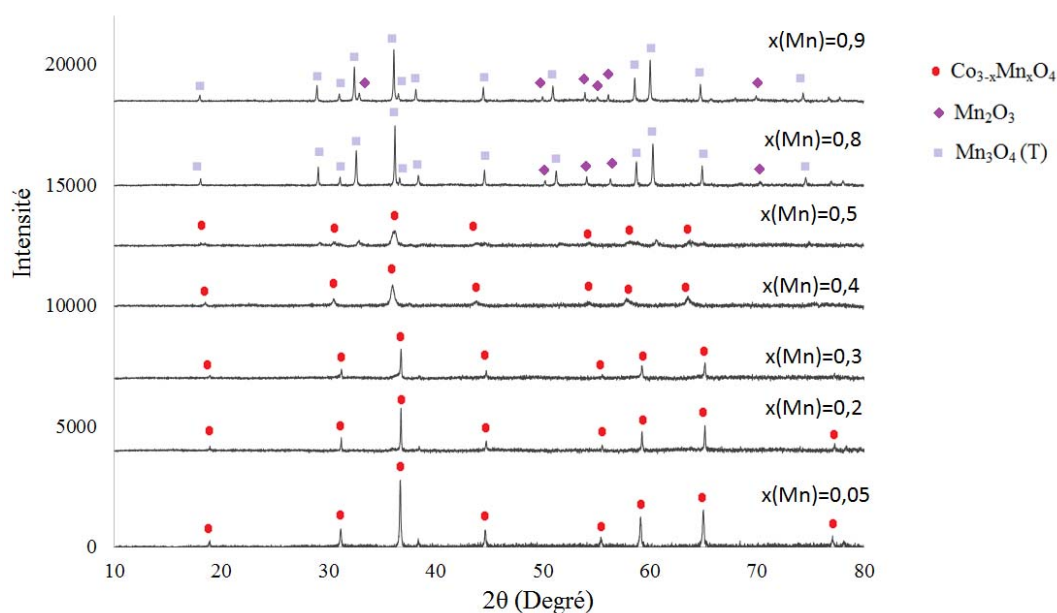 x(Mn)=0,9
20000
Co3-xMnxO4
Mn2O3
x(Mn)=0,8
Mn3O4 (T)
15000
x(Mn)=0,5
Intensité
x(Mn)=0,4
10000
x(Mn)=0,3
x(Mn)=0,2
5000
x(Mn)=0,05
0
10 20 30 40 50 60 70 80
2θ (Degré)